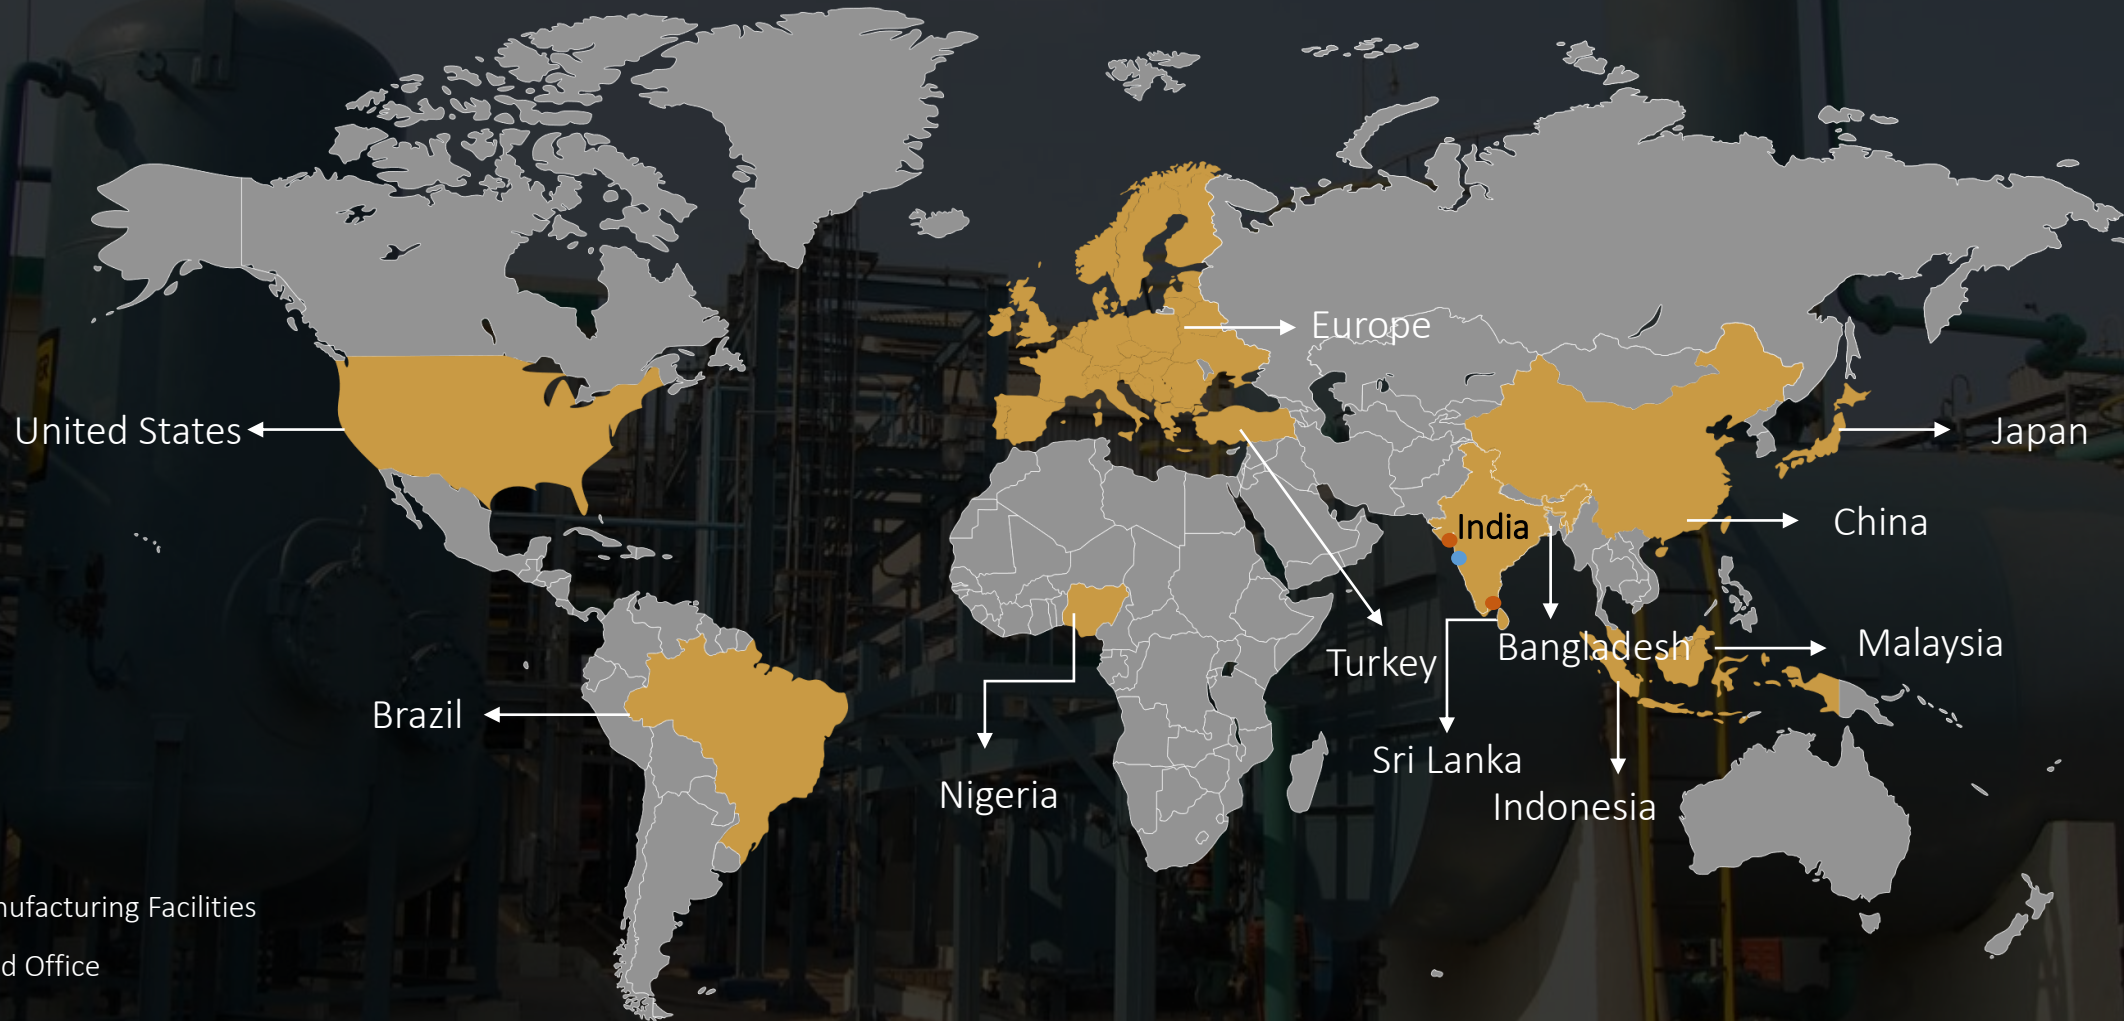 Europe
United States
Japan
India
China
Bangladesh
Malaysia
Turkey
Brazil
Sri Lanka
Nigeria
Indonesia
nufacturing Facilities
d Office